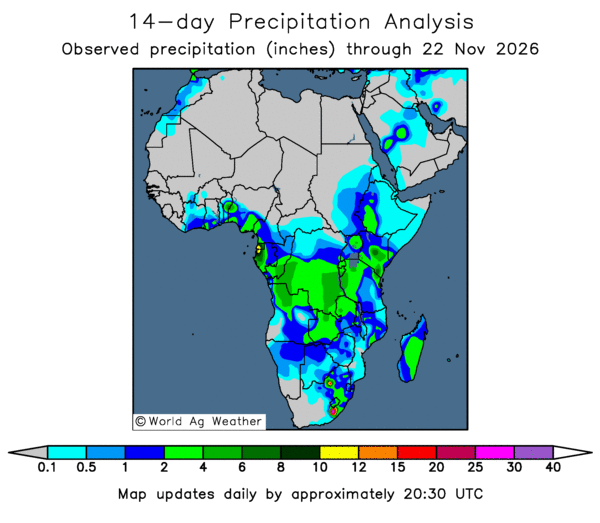 14-day Precipitation Analysis
Observed precipitation (inches) through 22 Nov 2026
© World Ag Weather
0.1 0.5 1 2 4 6 8 10 12 15 20 25 30 40
Map updates daily by approximately 20:30 UTC